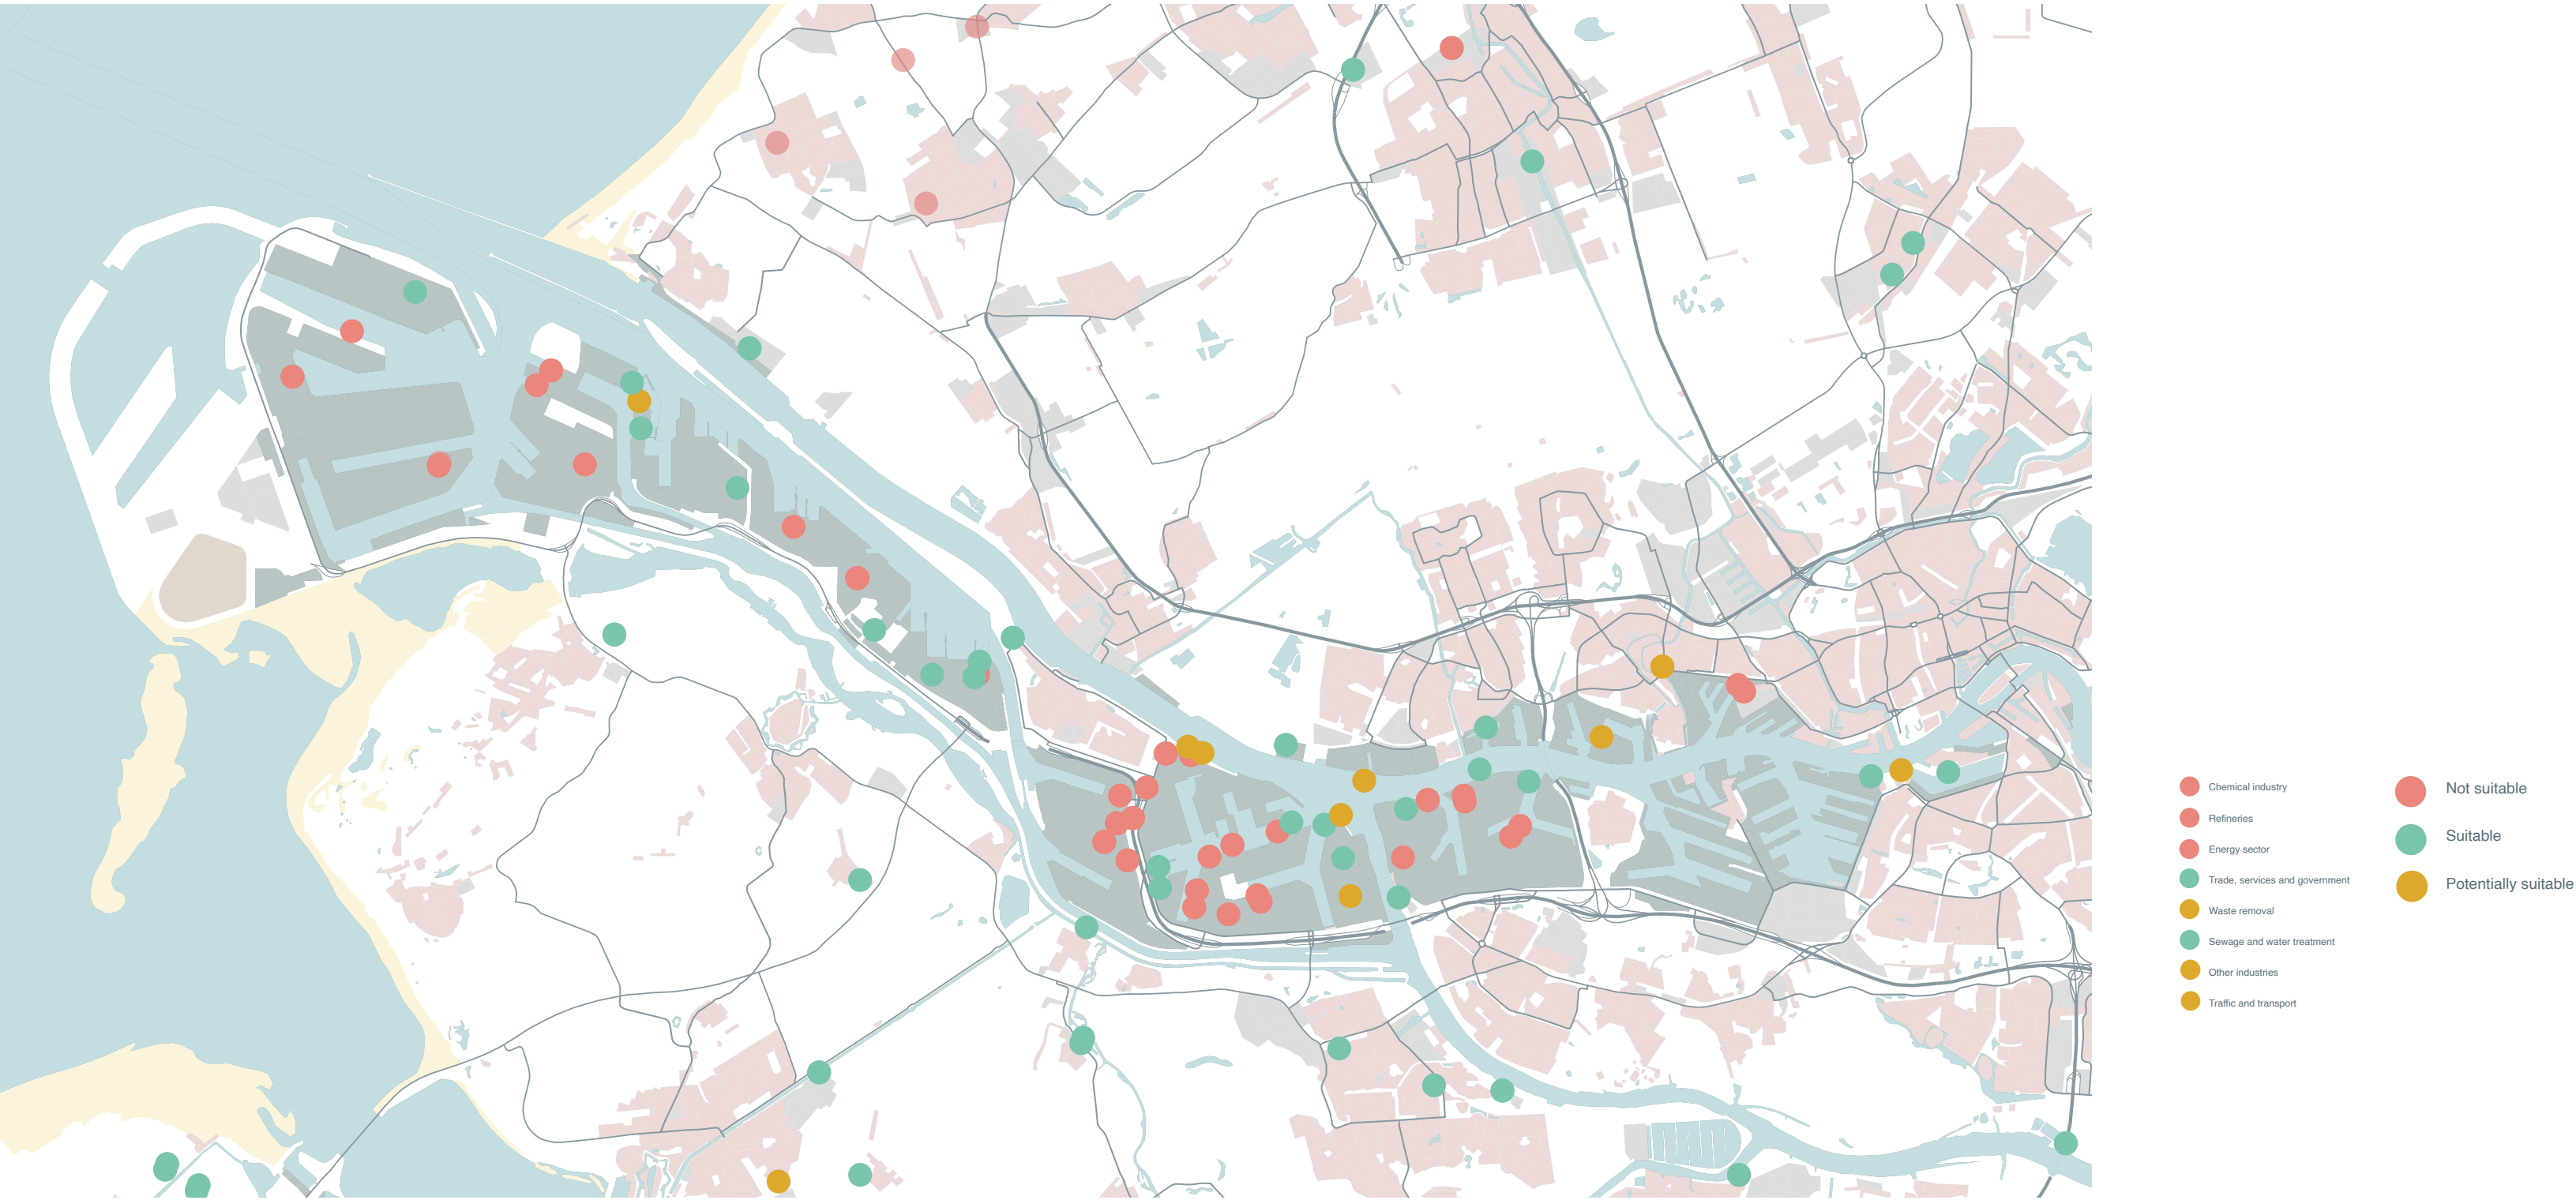 Chemical industry
Refineries
Energy sector
Trade, services and government
Waste removal
Sewage and water treatment
Other industries
Traffic and transport
Not suitable
Suitable
Potentially suitable